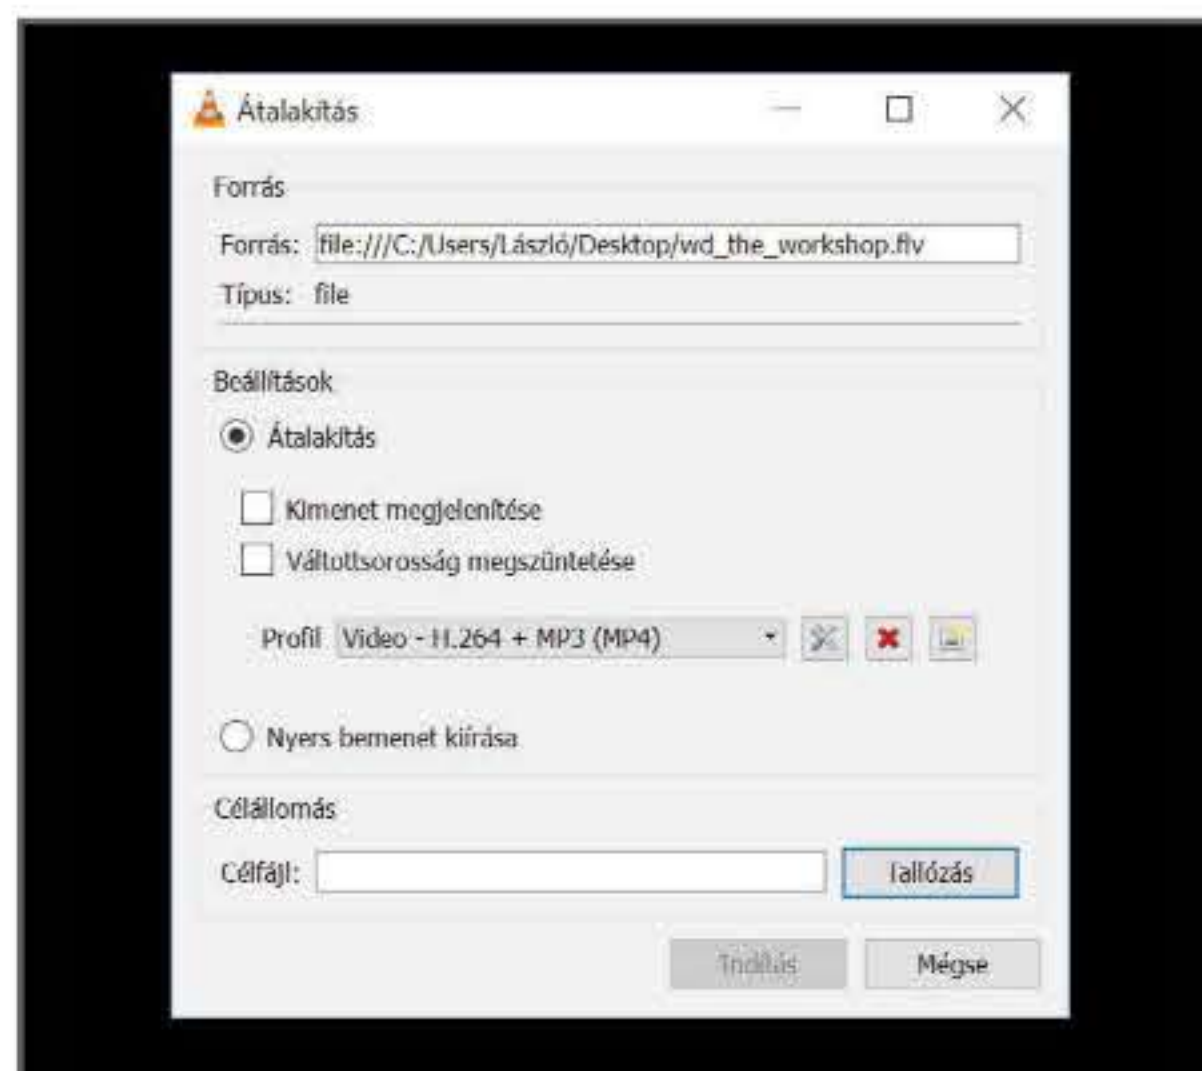 Átalakítás
Forrás
Forrás: file:///C:/Users/László/Desktop/wd_the_workshop.flv
Típus: file
Beállítások
Átalakítás
Kimenet megjelenítése
Váltottsorosság megszüntetése
Profil Video - H.264 + MP3 (MP4)
Nyers bemenet kiírása
Célállomás
Célfájl: Tallózás
Indítás Mégse